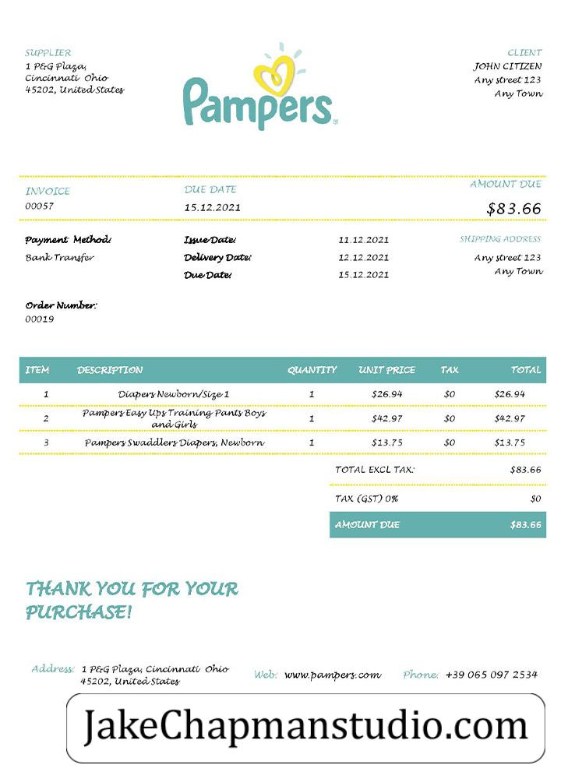 SUPPLIER
1 P&G Plaza,
Cincinnati Ohio
45202, United States
Pampers®
CLIENT
JOHN CITIZEN
Any street 123
Any Town
INVOICE
00057
DUE DATE
15.12.2021
AMOUNT DUE
$83.66
Payment Method:
Bank Transfer
Issue Date: 11.12.2021
Delivery Date: 12.12.2021
Due Date: 15.12.2021
SHIPPING ADDRESS
Any street 123
Any Town
Order Number:
00019
ITEM DESCRIPTION QUANTITY UNIT PRICE TAX TOTAL
1 Diapers Newborn/Size 1 1 $26.94 $0 $26.94
2 Pampers Easy Ups Training Pants Boys
and Girls 1 $42.97 $0 $42.97
3 Pampers Swaddlers Diapers, Newborn 1 $13.75 $0 $13.75
TOTAL EXCL TAX: $83.66
TAX (GST) 0% $0
AMOUNT DUE $83.66
THANK YOU FOR YOUR
PURCHASE!
Address: 1 P&G Plaza, Cincinnati Ohio
45202, United States
Web: www.pampers.com
Phone: +39 065 097 2534
JakeChapmanstudio.com